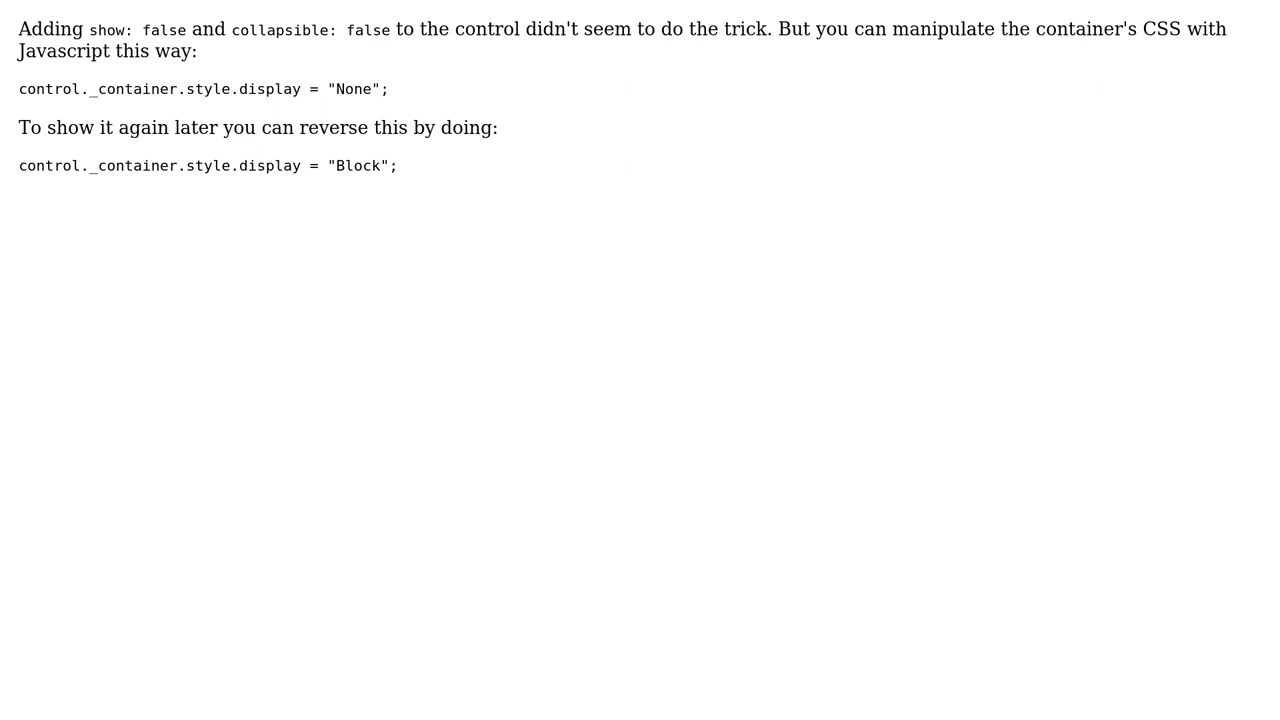 Adding show: false and collapsible: false to the control didn't seem to do the trick. But you can manipulate the container's CSS with
Javascript this way:
control._container.style.display = "None";
To show it again later you can reverse this by doing:
control._container.style.display = "Block";